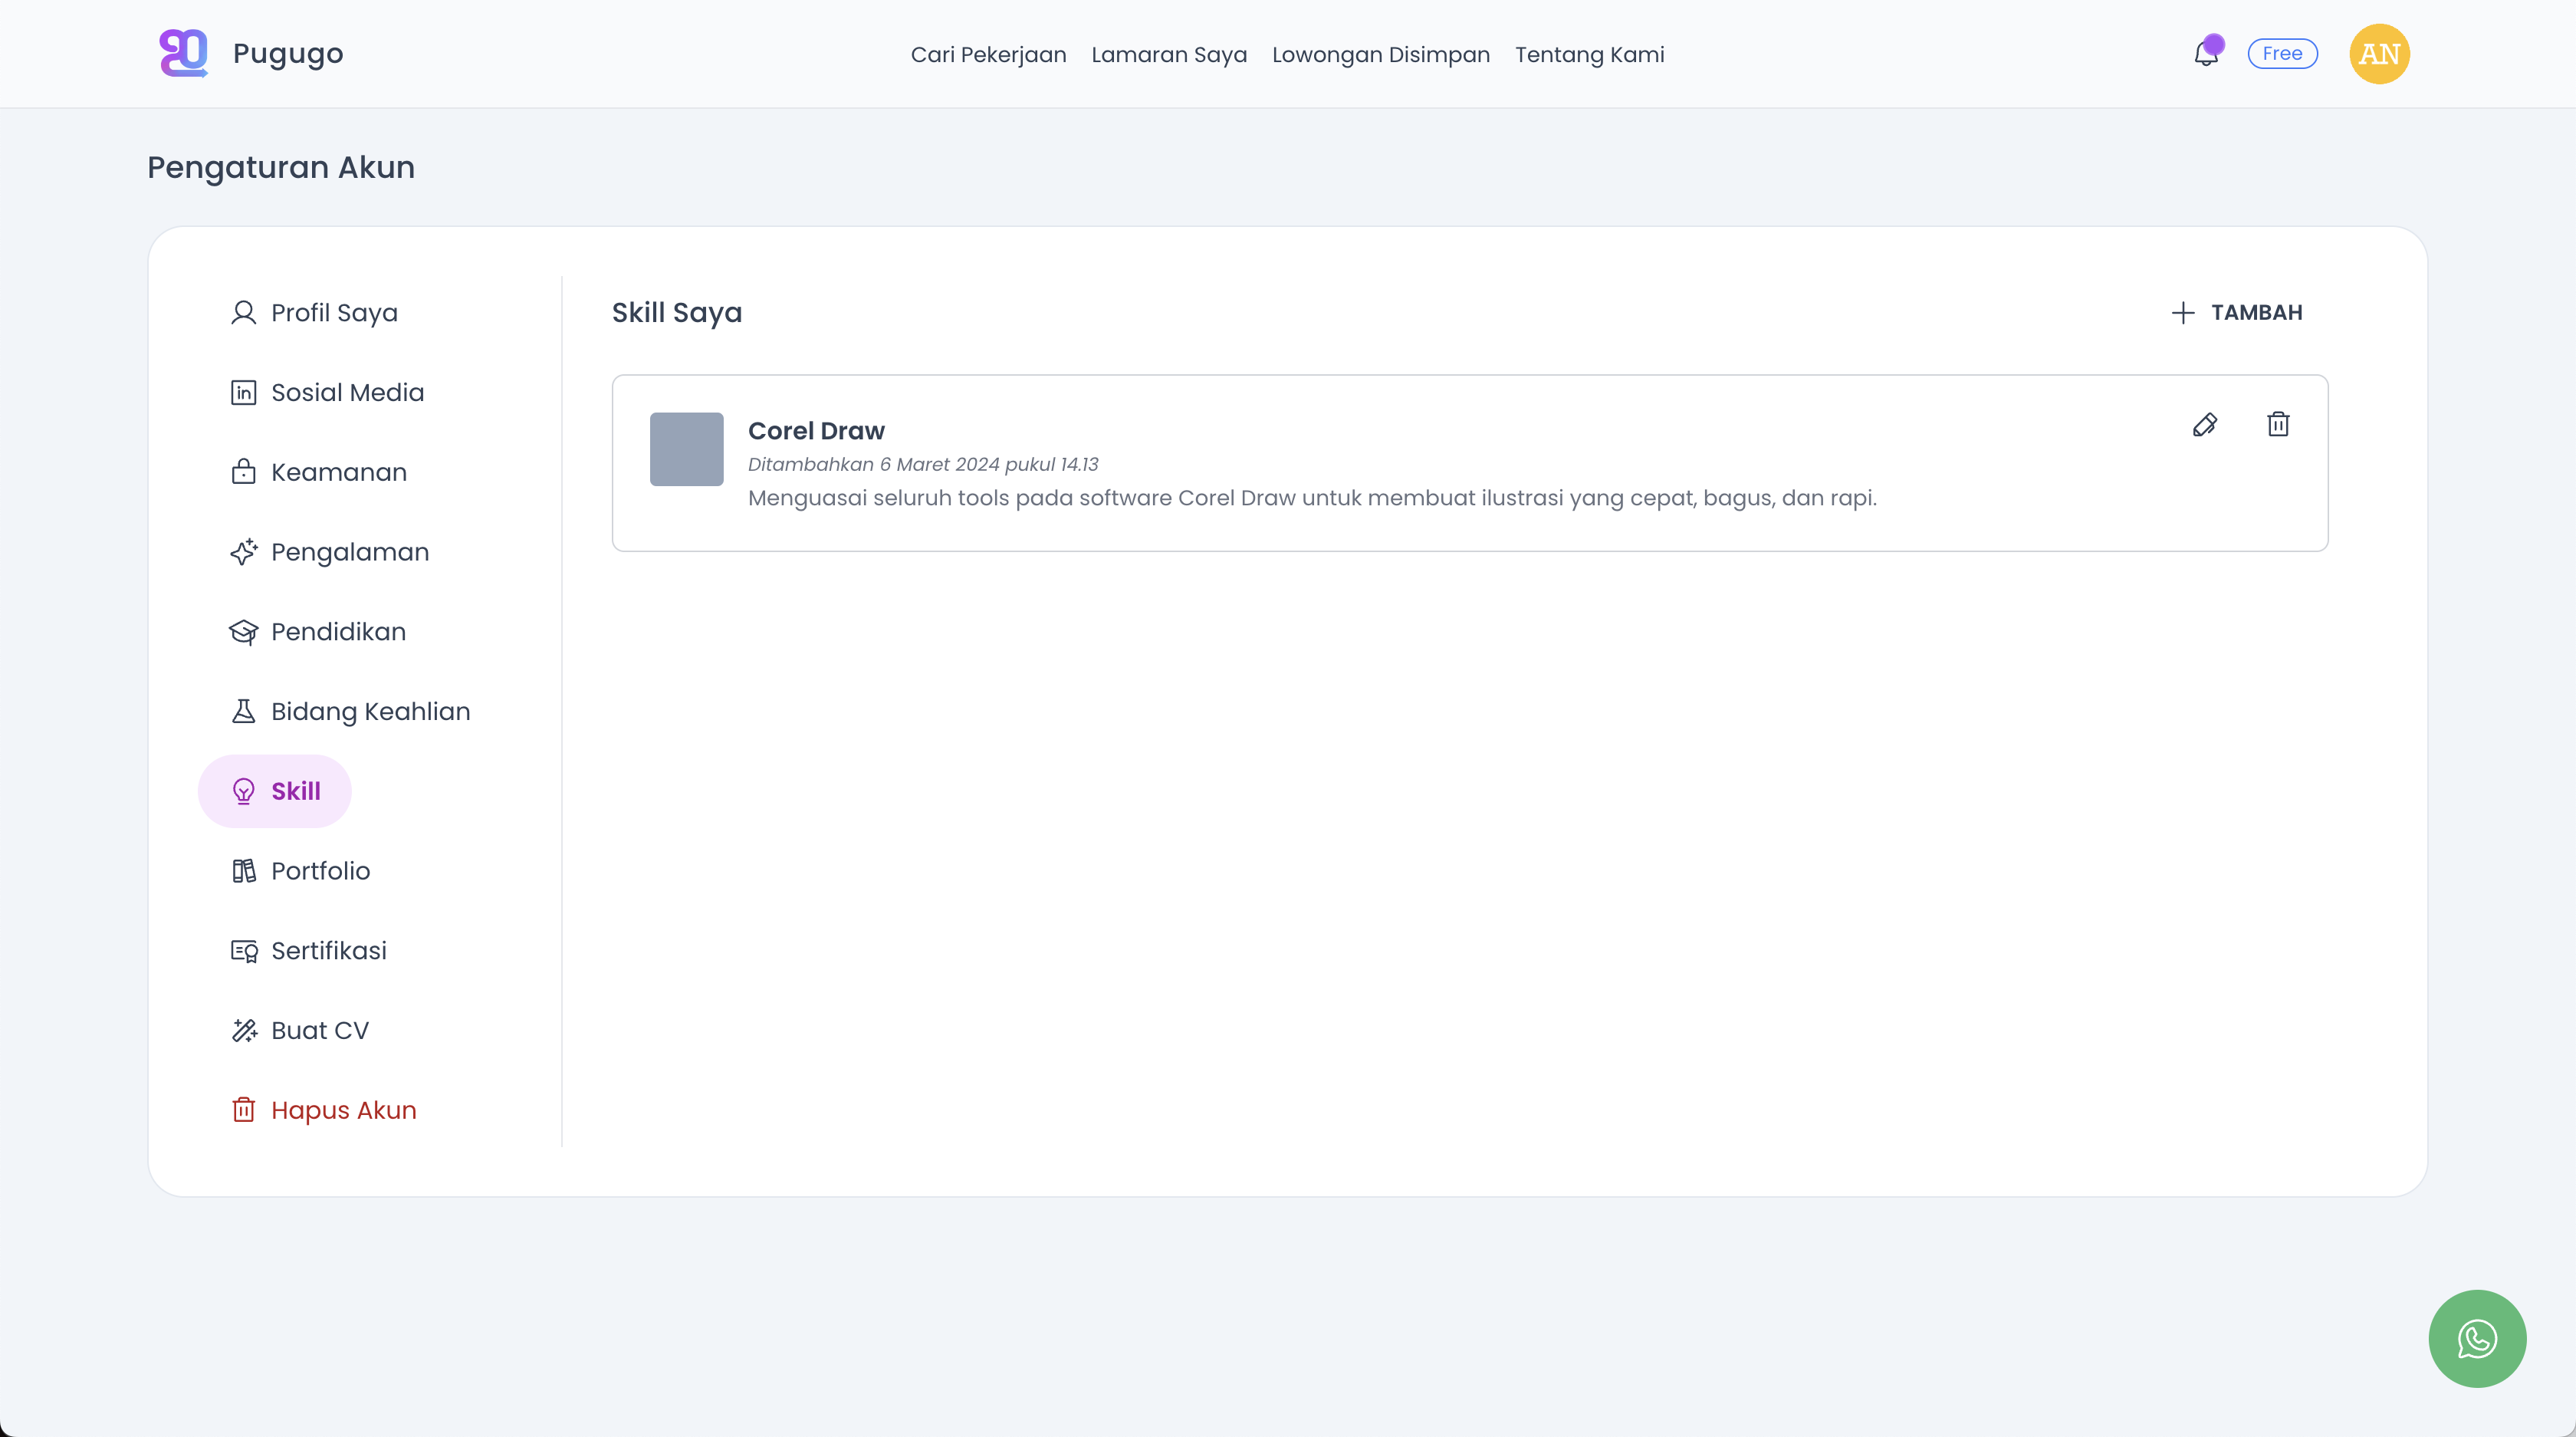 Pugugo
Cari Pekerjaan
Lamaran Saya
Lowongan Disimpan
Tentang Kami
Free
AN
Pengaturan Akun
Profil Saya
Sosial Media
Keamanan
Pengalaman
Pendidikan
Bidang Keahlian
Skill
Portfolio
Sertifikasi
Buat CV
Hapus Akun
Skill Saya
TAMBAH
Corel Draw
Ditambahkan 6 Maret 2024 pukul 14.13
Menguasai seluruh tools pada software Corel Draw untuk membuat ilustrasi yang cepat, bagus, dan rapi.